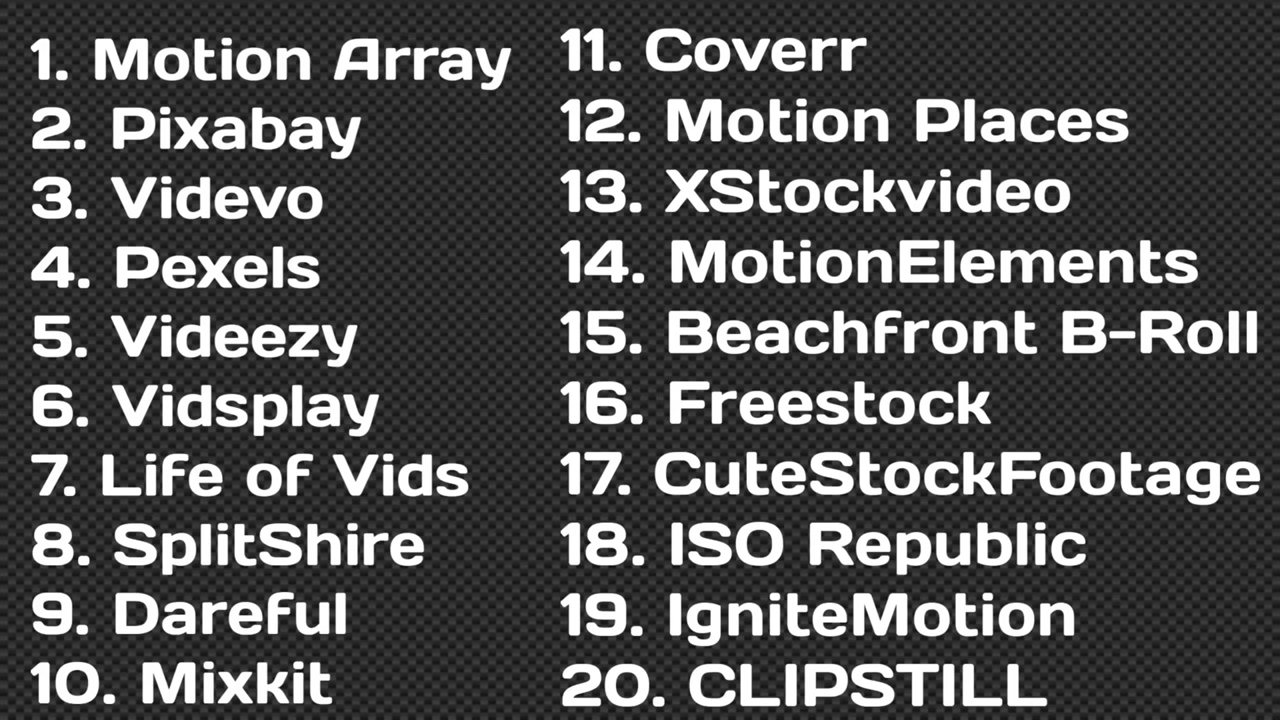 1. Motion Array
2. Pixabay
3. Videvo
4. Pexels
5. Videezy
6. Vidsplay
7. Life of Vids
8. SplitShire
9. Dareful
10. Mixkit
11. Coverr
12. Motion Places
13. XStockvideo
14. MotionElements
15. Beachfront B-Roll
16. Freestock
17. CuteStockFootage
18. ISO Republic
19. IgniteMotion
20. CLIPSTILL